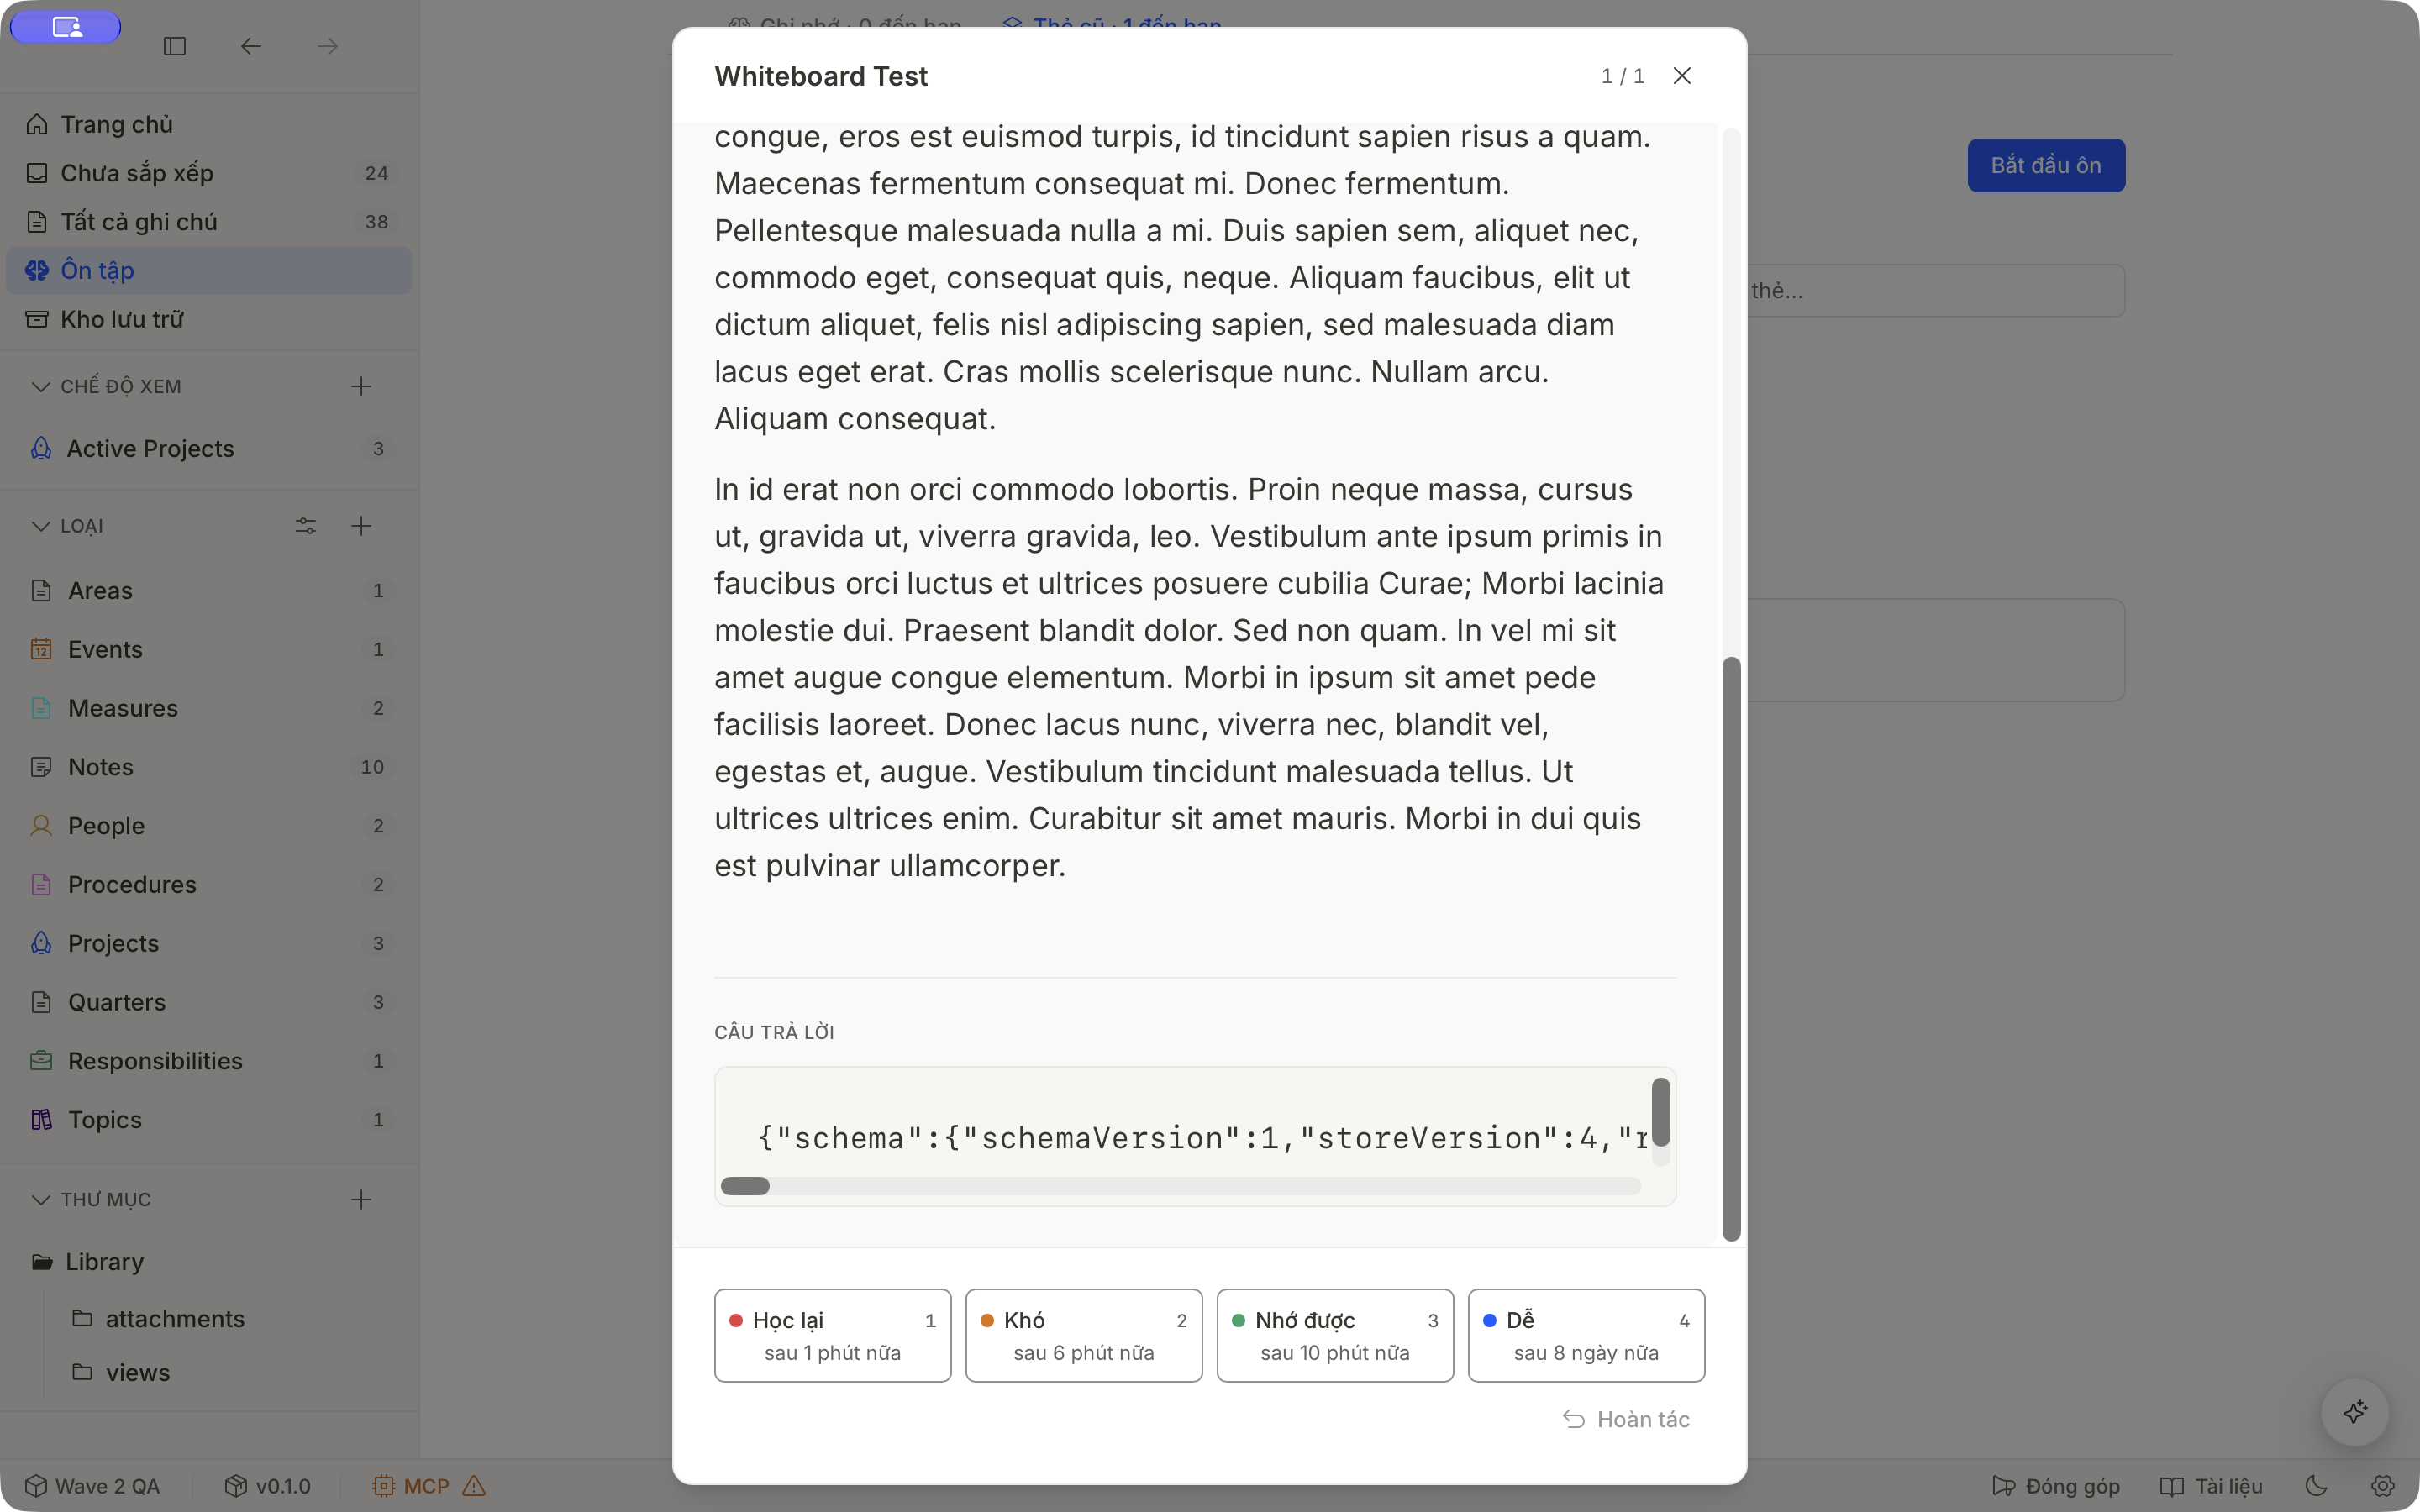 Ghi nhớ · 0 đến hạn
Thẻ cũ · 1 đến hạn
Trang chủ
Chưa sắp xếp 24
Tất cả ghi chú 38
Ôn tập
Kho lưu trữ
CHẾ ĐỘ XEM
Active Projects 3
LOẠI
Areas 1
Events 1
Measures 2
Notes 10
People 2
Procedures 2
Projects 3
Quarters 3
Responsibilities 1
Topics 1
THƯ MỤC
Library
attachments
views
Bắt đầu ôn
thẻ...
Whiteboard Test 1 / 1
congue, eros est euismod turpis, id tincidunt sapien risus a quam.
Maecenas fermentum consequat mi. Donec fermentum.
Pellentesque malesuada nulla a mi. Duis sapien sem, aliquet nec,
commodo eget, consequat quis, neque. Aliquam faucibus, elit ut
dictum aliquet, felis nisl adipiscing sapien, sed malesuada diam
lacus eget erat. Cras mollis scelerisque nunc. Nullam arcu.
Aliquam consequat.
In id erat non orci commodo lobortis. Proin neque massa, cursus
ut, gravida ut, viverra gravida, leo. Vestibulum ante ipsum primis in
faucibus orci luctus et ultrices posuere cubilia Curae; Morbi lacinia
molestie dui. Praesent blandit dolor. Sed non quam. In vel mi sit
amet augue congue elementum. Morbi in ipsum sit amet pede
facilisis laoreet. Donec lacus nunc, viverra nec, blandit vel,
egestas et, augue. Vestibulum tincidunt malesuada tellus. Ut
ultrices ultrices enim. Curabitur sit amet mauris. Morbi in dui quis
est pulvinar ullamcorper.
CÂU TRẢ LỜI
{"schema":{"schemaVersion":1,"storeVersion":4,"r
Học lại 1
sau 1 phút nữa
Khó 2
sau 6 phút nữa
Nhớ được 3
sau 10 phút nữa
Dễ 4
sau 8 ngày nữa
Hoàn tác
Wave 2 QA
v0.1.0
MCP
Đóng góp
Tài liệu